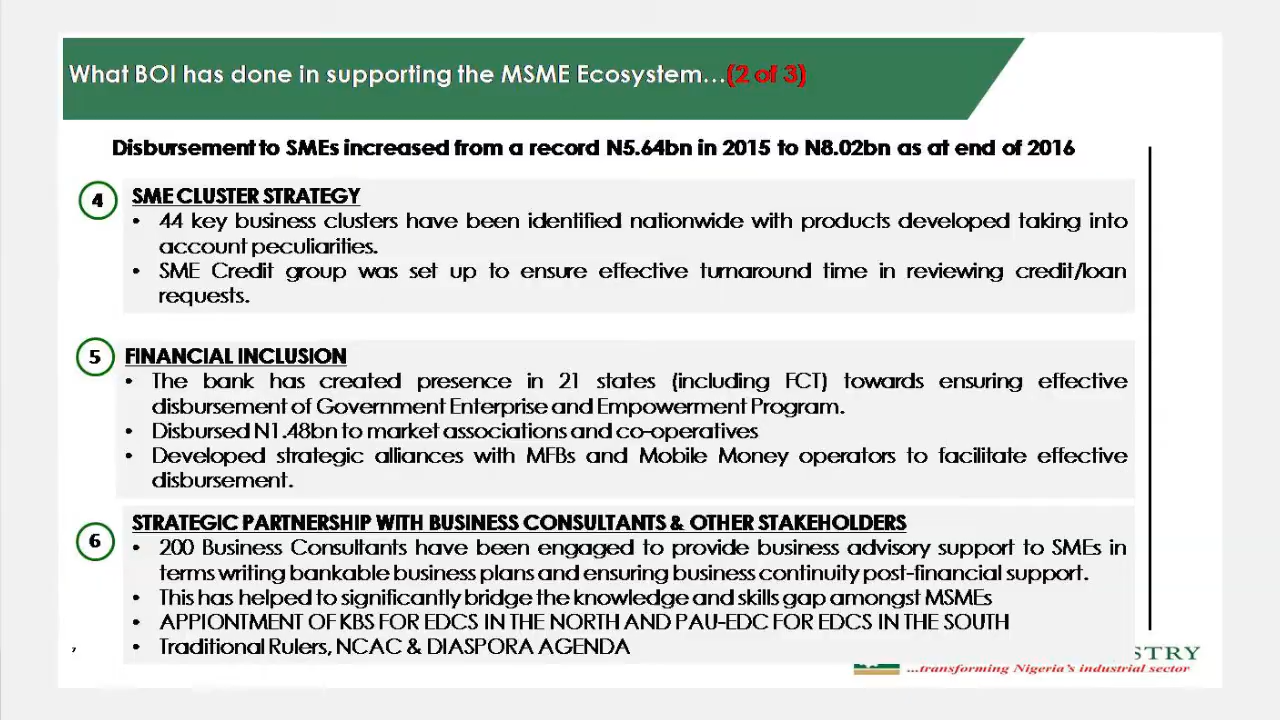 What BOI has done in supporting the MSME Ecosystem…(2 of 3)
Disbursement to SMEs increased from a record N5.64bn in 2015 to N8.02bn as at end of 2016
4
SME CLUSTER STRATEGY
• 44 key business clusters have been identified nationwide with products developed taking into
account peculiarities.
• SME Credit group was set up to ensure effective turnaround time in reviewing credit/loan
requests.
5
FINANCIAL INCLUSION
• The bank has created presence in 21 states (including FCT) towards ensuring effective
disbursement of Government Enterprise and Empowerment Program.
• Disbursed N1.48bn to market associations and co-operatives
• Developed strategic alliances with MFBs and Mobile Money operators to facilitate effective
disbursement.
6
STRATEGIC PARTNERSHIP WITH BUSINESS CONSULTANTS & OTHER STAKEHOLDERS
• 200 Business Consultants have been engaged to provide business advisory support to SMEs in
terms writing bankable business plans and ensuring business continuity post-financial support.
• This has helped to significantly bridge the knowledge and skills gap amongst MSMEs
• APPIONTMENT OF KBS FOR EDCS IN THE NORTH AND PAU-EDC FOR EDCS IN THE SOUTH
• Traditional Rulers, NCAC & DIASPORA AGENDA
,
STRY
...transforming Nigeria's industrial sector